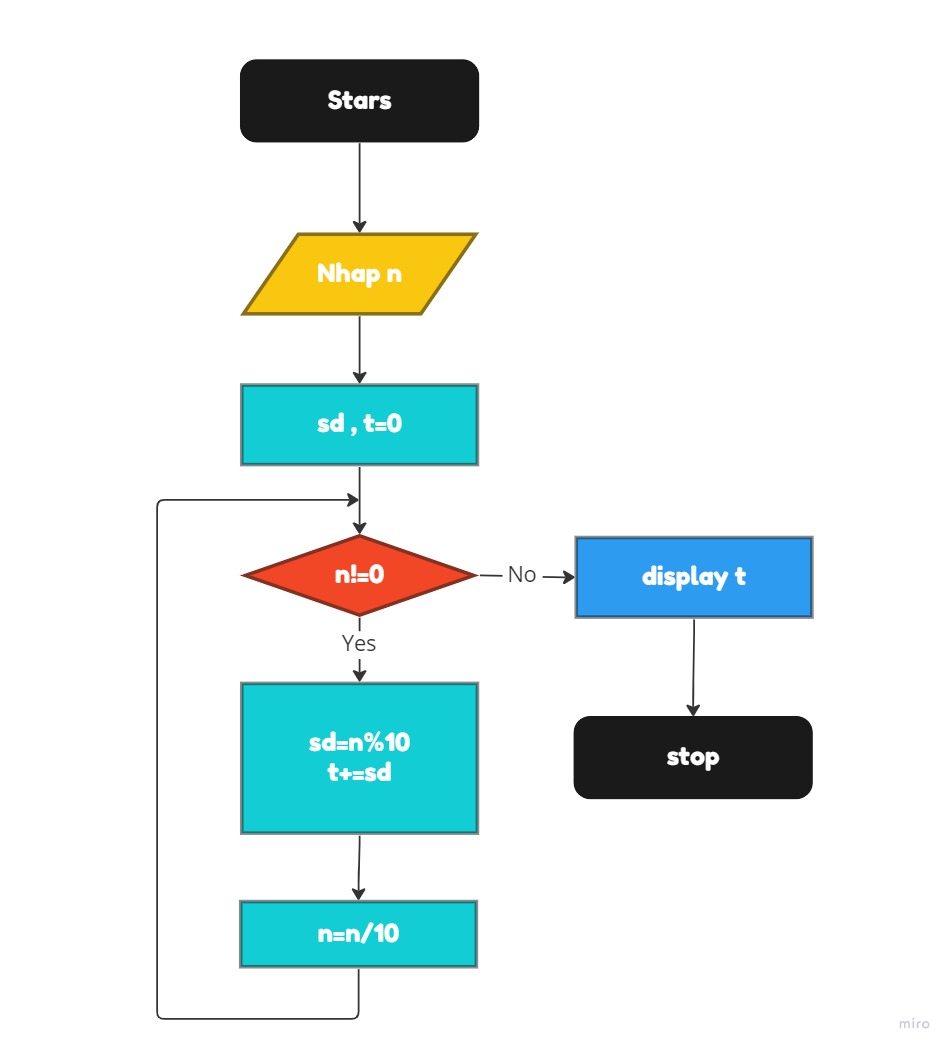 Stars
Nhap n
sd , t=0
n!=0
No
display t
Yes
stop
sd=n%10
t+=sd
n=n/10
miro